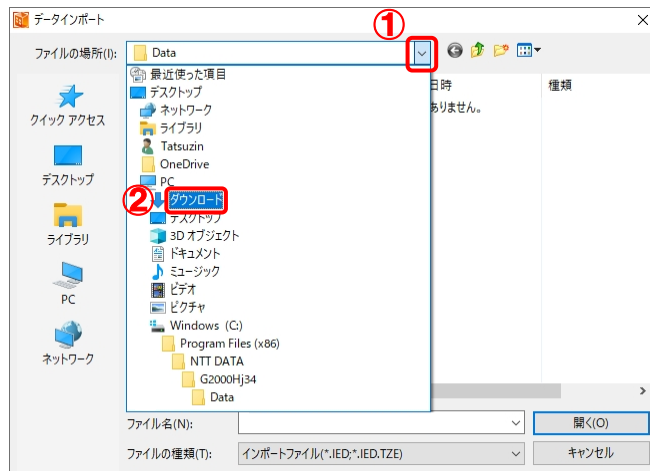 データインポート
①
ファイルの場所(I):
Data
最近使った項目
デスクトップ
ネットワーク
ライブラリ
Tatsuzin
OneDrive
PC
②
ダウンロード
デスクトップ
3D オブジェクト
ドキュメント
ミュージック
ビデオ
ピクチャ
Windows (C:)
Program Files (x86)
NTT DATA
G2000Hj34
Data
日時
種類
ありません。
クイック アクセス
デスクトップ
ライブラリ
PC
ネットワーク
ファイル名(N):
開く(O)
ファイルの種類(T):
インポートファイル(*.IED;*.IED.TZE)
キャンセル